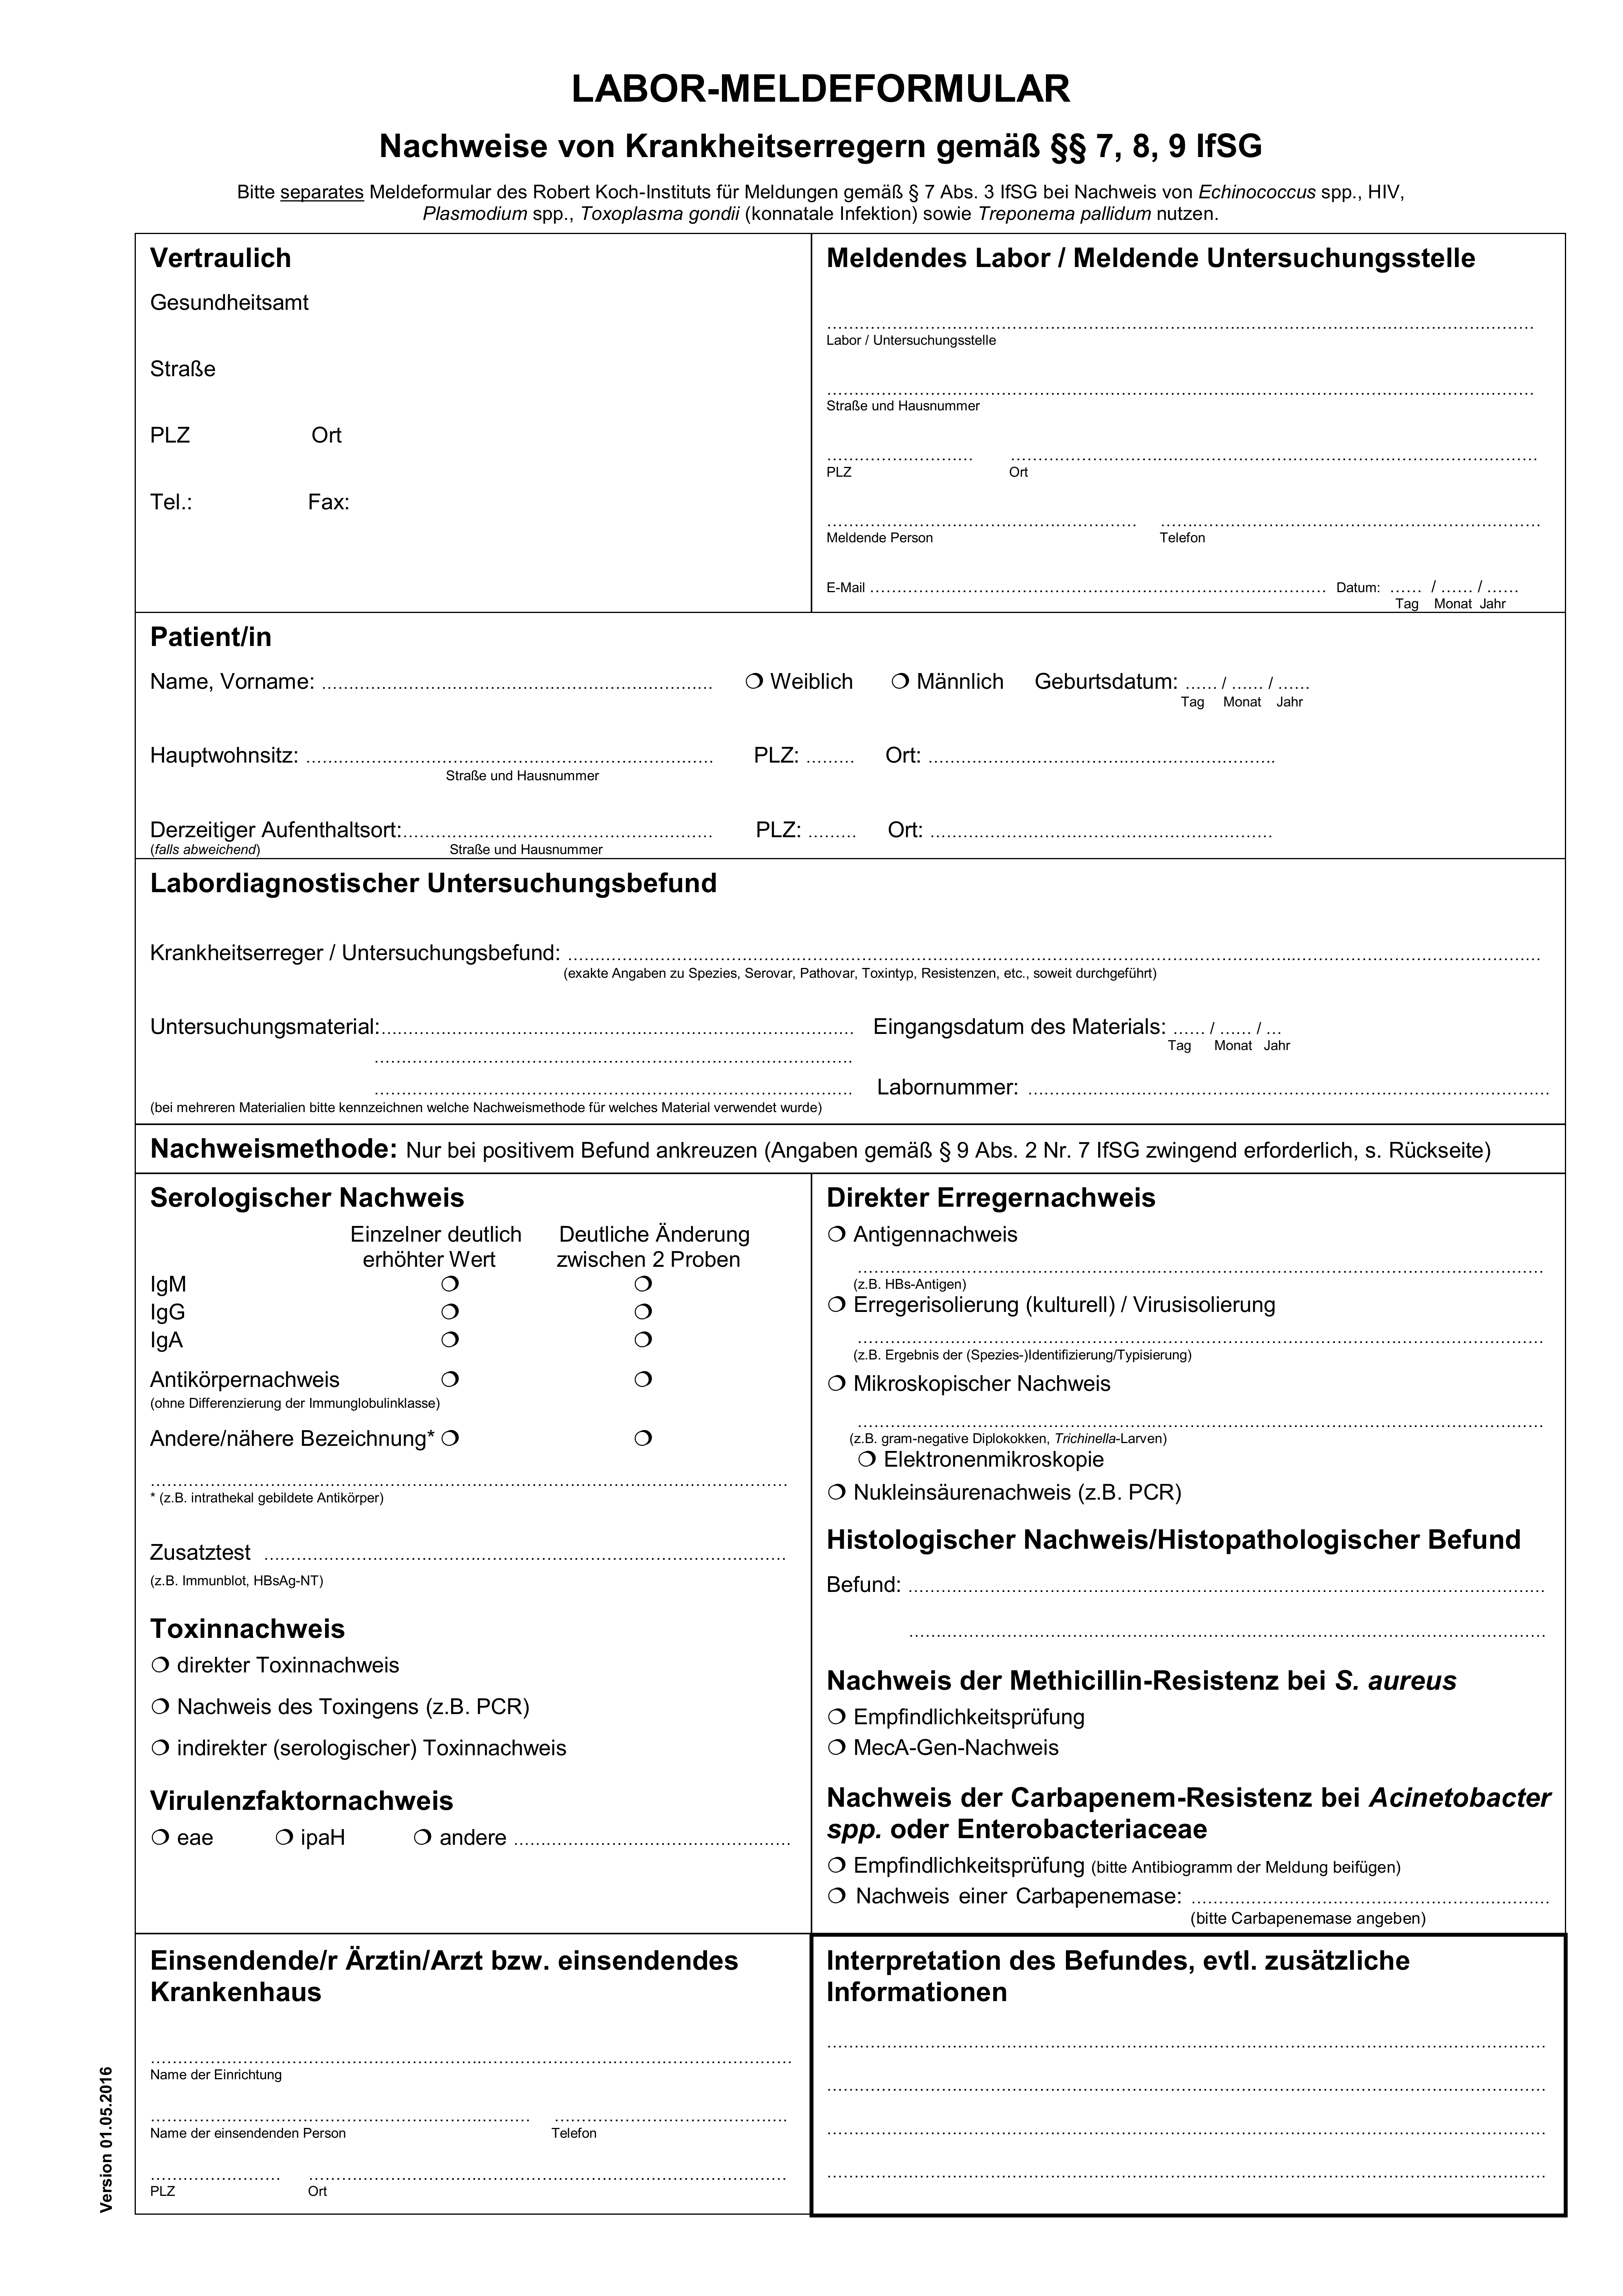 LABOR-MELDEFORMULAR
Nachweise von Krankheitserregern gemäß §§ 7, 8, 9 IfSG
Bitte separates Meldeformular des Robert Koch-Instituts für Meldungen gemäß § 7 Abs. 3 IfSG bei Nachweis von Echinococcus spp., HIV,
Plasmodium spp., Toxoplasma gondii (konnatale Infektion) sowie Treponema pallidum nutzen.
Vertraulich
Gesundheitsamt
Straße
PLZ Ort
Tel.: Fax:
Meldendes Labor / Meldende Untersuchungsstelle
Labor / Untersuchungsstelle
Straße und Hausnummer
PLZ Ort
Meldende Person Telefon
E-Mail ........ Datum: ...... / ...... / ......
Tag Monat Jahr
Patient/in
Name, Vorname: ........ ❍ Weiblich ❍ Männlich Geburtsdatum: ...... / ...... / ......
Tag Monat Jahr
Hauptwohnsitz: ........ PLZ: ......... Ort: ........
Straße und Hausnummer
Derzeitiger Aufenthaltsort:........ PLZ: ......... Ort: ........
(falls abweichend) Straße und Hausnummer
Labordiagnostischer Untersuchungsbefund
Krankheitserreger / Untersuchungsbefund: ........
(exakte Angaben zu Spezies, Serovar, Pathovar, Toxintyp, Resistenzen, etc., soweit durchgeführt)
Untersuchungsmaterial:........ Eingangsdatum des Materials: ...... / ...... / ...
Tag Monat Jahr
Labornummer: ........
(bei mehreren Materialien bitte kennzeichnen welche Nachweismethode für welches Material verwendet wurde)
Nachweismethode: Nur bei positivem Befund ankreuzen (Angaben gemäß § 9 Abs. 2 Nr. 7 IfSG zwingend erforderlich, s. Rückseite)
Serologischer Nachweis
Einzelner deutlich Deutliche Änderung
erhöhter Wert zwischen 2 Proben
IgM ❍ ❍
IgG ❍ ❍
IgA ❍ ❍
Antikörpernachweis ❍ ❍
(ohne Differenzierung der Immunglobulinklasse)
Andere/nähere Bezeichnung* ❍ ❍
* (z.B. intrathekal gebildete Antikörper)
Zusatztest ........
(z.B. Immunblot, HBsAg-NT)
Toxinnachweis
❍ direkter Toxinnachweis
❍ Nachweis des Toxingens (z.B. PCR)
❍ indirekter (serologischer) Toxinnachweis
Virulenzfaktornachweis
❍ eae ❍ ipaH ❍ andere ........
Direkter Erregernachweis
❍ Antigennachweis
(z.B. HBs-Antigen)
❍ Erregerisolierung (kulturell) / Virusisolierung
(z.B. Ergebnis der (Spezies-)Identifizierung/Typisierung)
❍ Mikroskopischer Nachweis
(z.B. gram-negative Diplokokken, Trichinella-Larven)
❍ Elektronenmikroskopie
❍ Nukleinsäurenachweis (z.B. PCR)
Histologischer Nachweis/Histopathologischer Befund
Befund: ........
Nachweis der Methicillin-Resistenz bei S. aureus
❍ Empfindlichkeitsprüfung
❍ MecA-Gen-Nachweis
Nachweis der Carbapenem-Resistenz bei Acinetobacter
spp. oder Enterobacteriaceae
❍ Empfindlichkeitsprüfung (bitte Antibiogramm der Meldung beifügen)
❍ Nachweis einer Carbapenemase: ........
(bitte Carbapenemase angeben)
Einsendende/r Ärztin/Arzt bzw. einsendendes
Krankenhaus
Name der Einrichtung
Name der einsendenden Person Telefon
PLZ Ort
Interpretation des Befundes, evtl. zusätzliche
Informationen
Version 01.05.2016